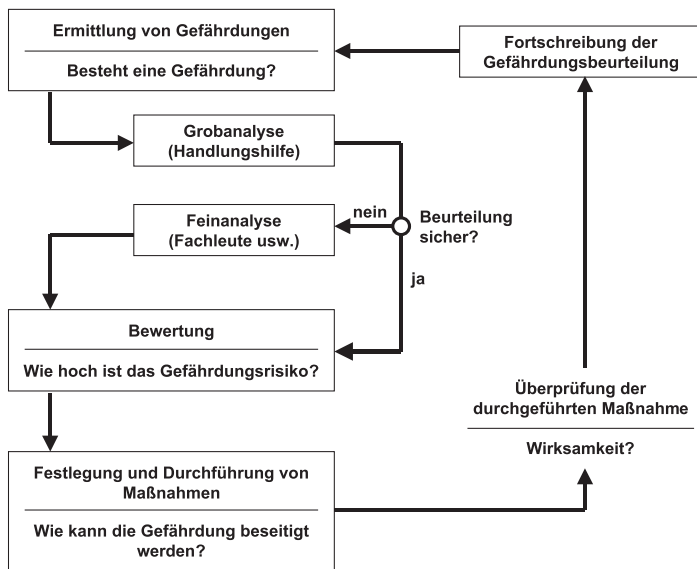 Ermittlung von Gefährdungen
Besteht eine Gefährdung?
Fortschreibung der
Gefährdungsbeurteilung
Grobanalyse
(Handlungshilfe)
nein
Beurteilung
sicher?
Feinanalyse
(Fachleute usw.)
ja
Bewertung
Wie hoch ist das Gefährdungsrisiko?
Überprüfung der
durchgeführten Maßnahme
Wirksamkeit?
Festlegung und Durchführung von
Maßnahmen
Wie kann die Gefährdung beseitigt
werden?